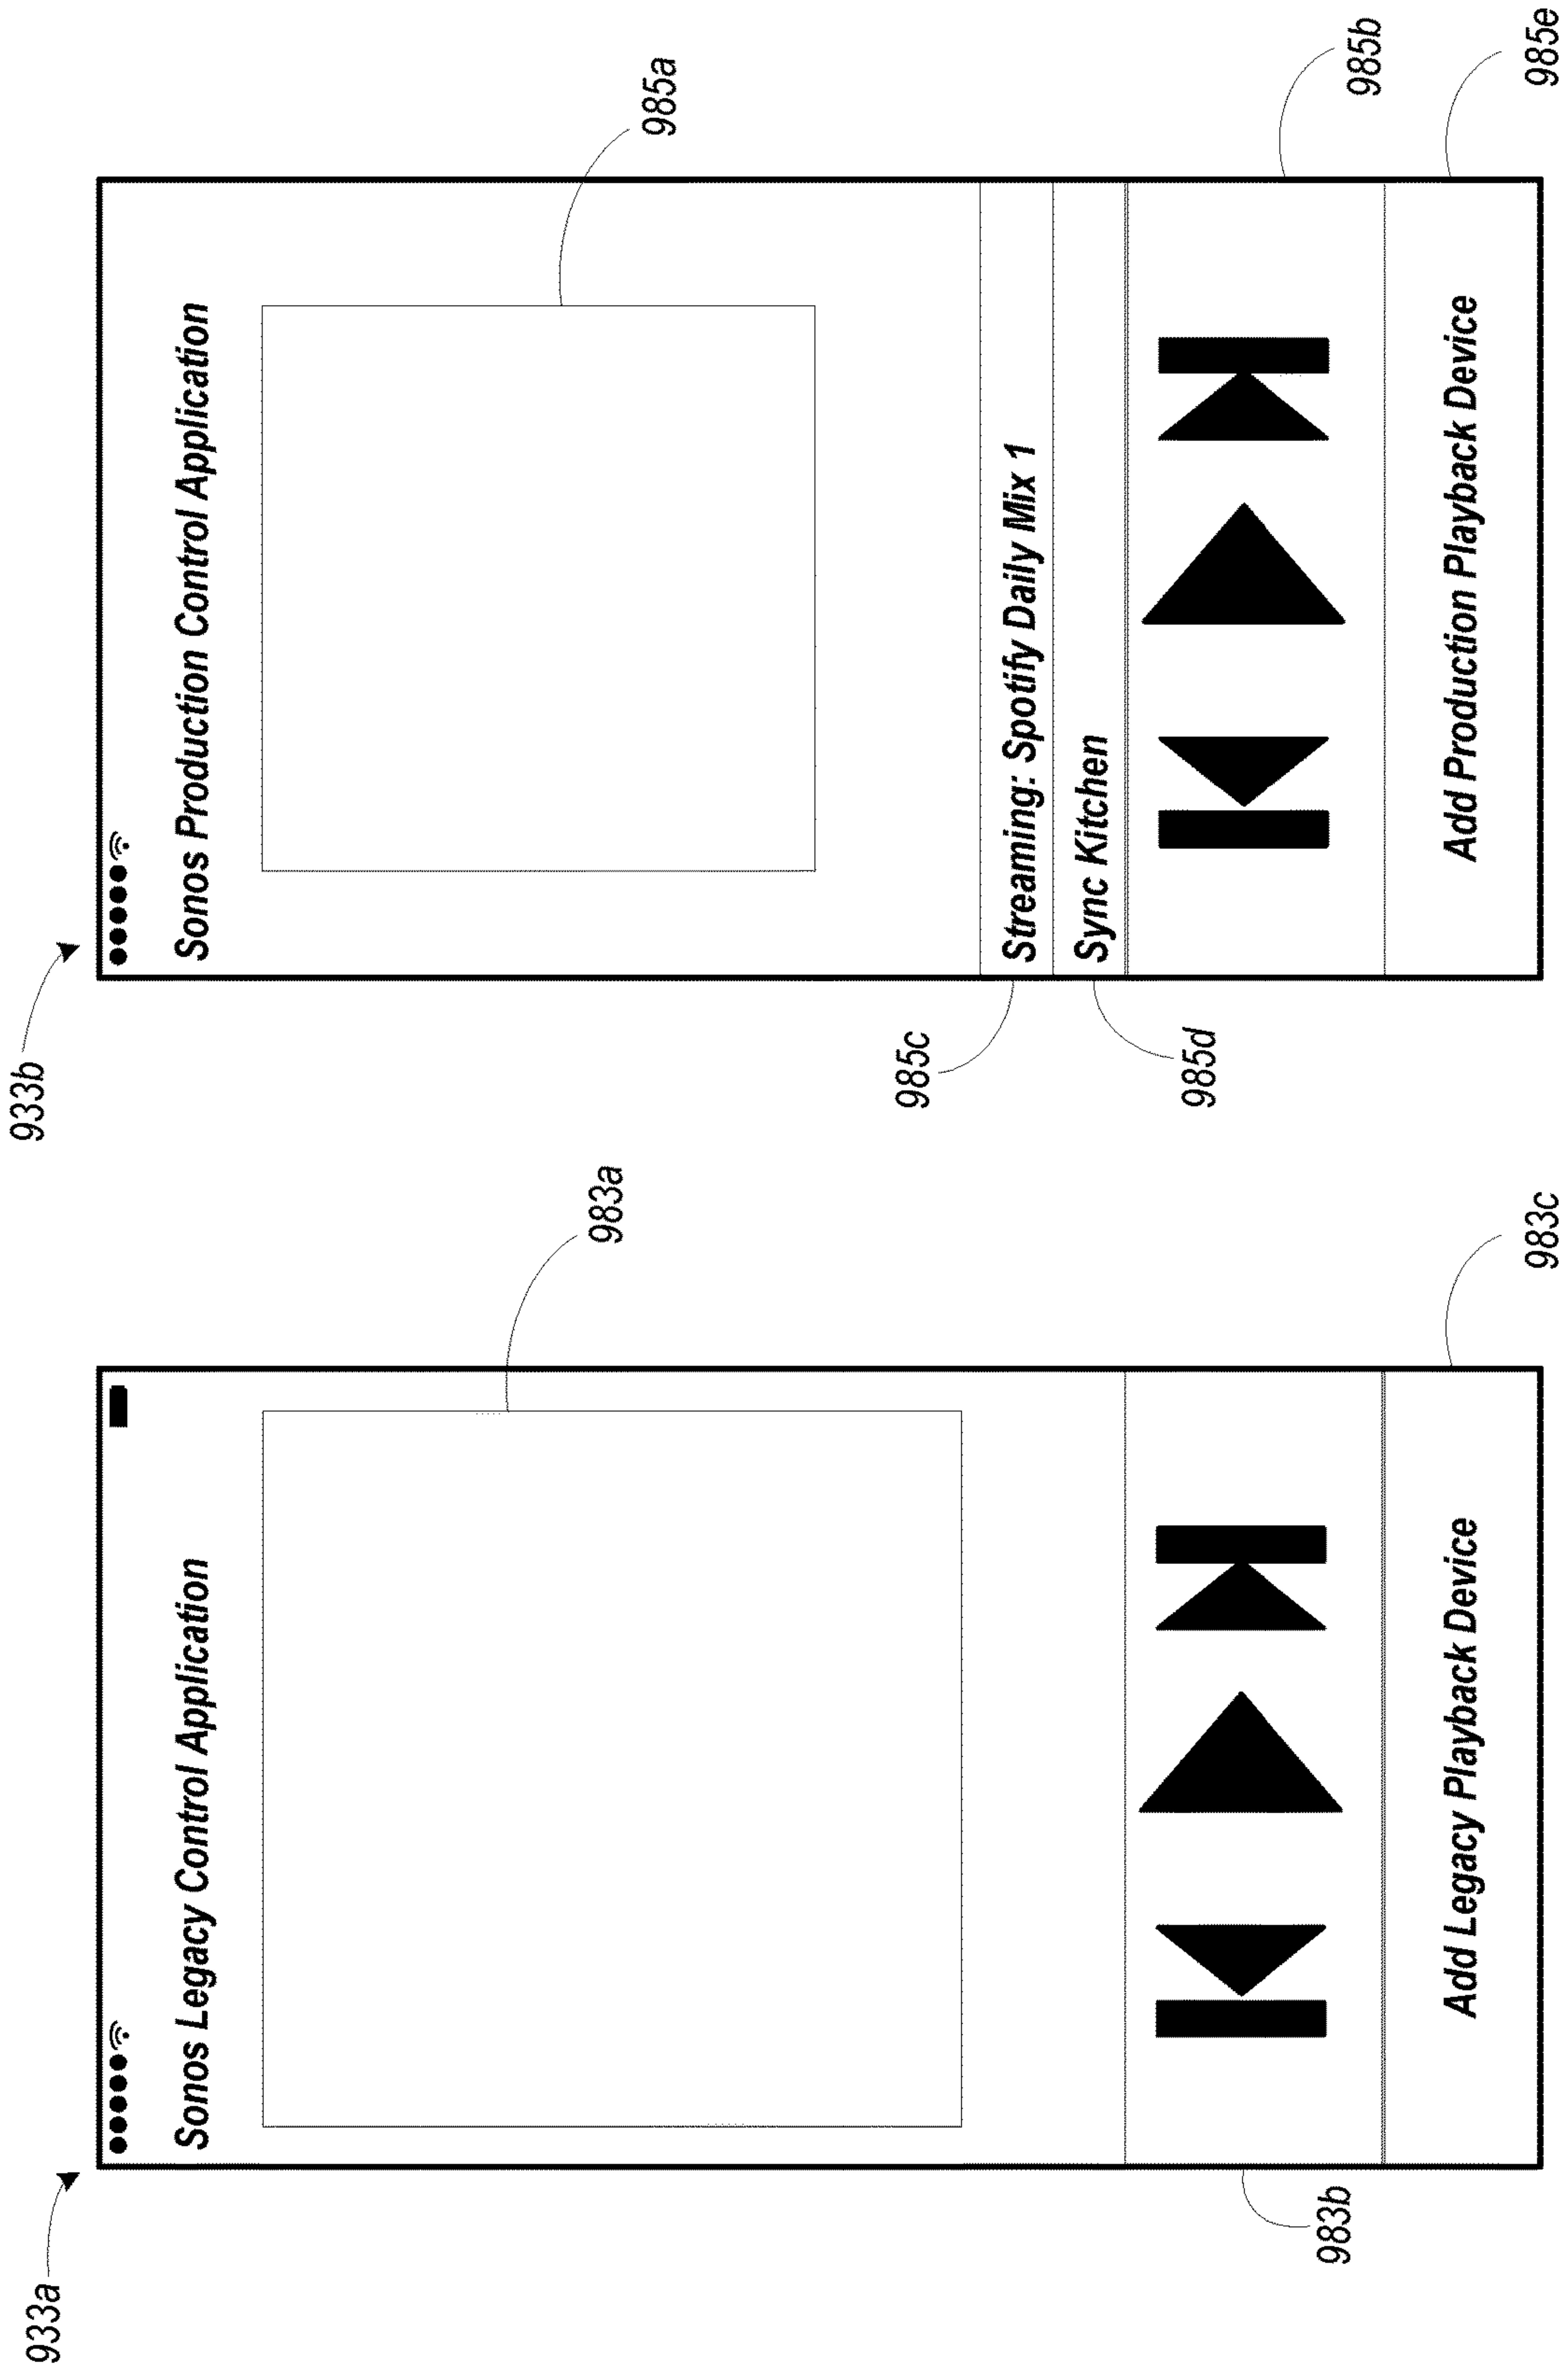 933a
Sonos Legacy Control Application
983a
983b
Add Legacy Playback Device
983c
933b
Sonos Production Control Application
985a
985c
Streaming: Spotify Daily Mix 1
Sync Kitchen
985d
985b
Add Production Playback Device
985e